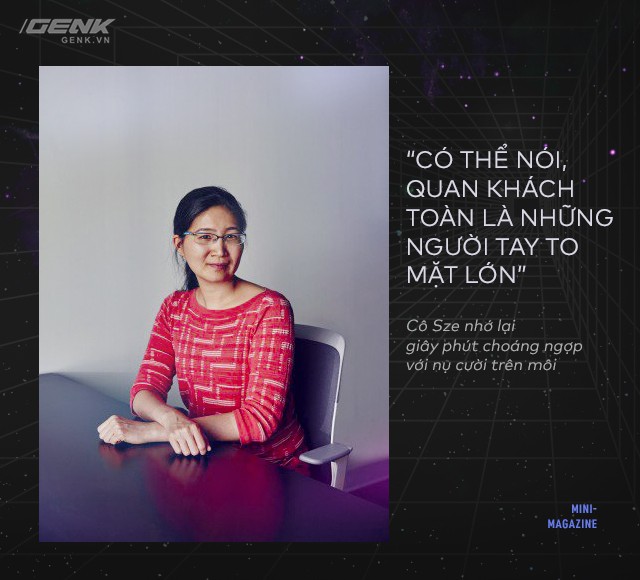 /GENK
GENK.VN
“CÓ THỂ NÓI,
QUAN KHÁCH
TOÀN LÀ NHỮNG
NGƯỜI TAY TO
MẶT LỚN”
Cô Sze nhớ lại
giây phút choáng ngợp
với nụ cười trên môi
MINI-
MAGAZINE